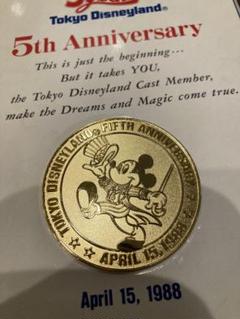 Tokyo Disneyland®
5th Anniversary
This is just the beginning...
But it takes YOU,
the Tokyo Disneyland Cast Member,
make the Dreams and Magic come true.
TOKYO DISNEYLAND® FIFTH ANNIVERSARY
APRIL 15, 1988
April 15, 1988